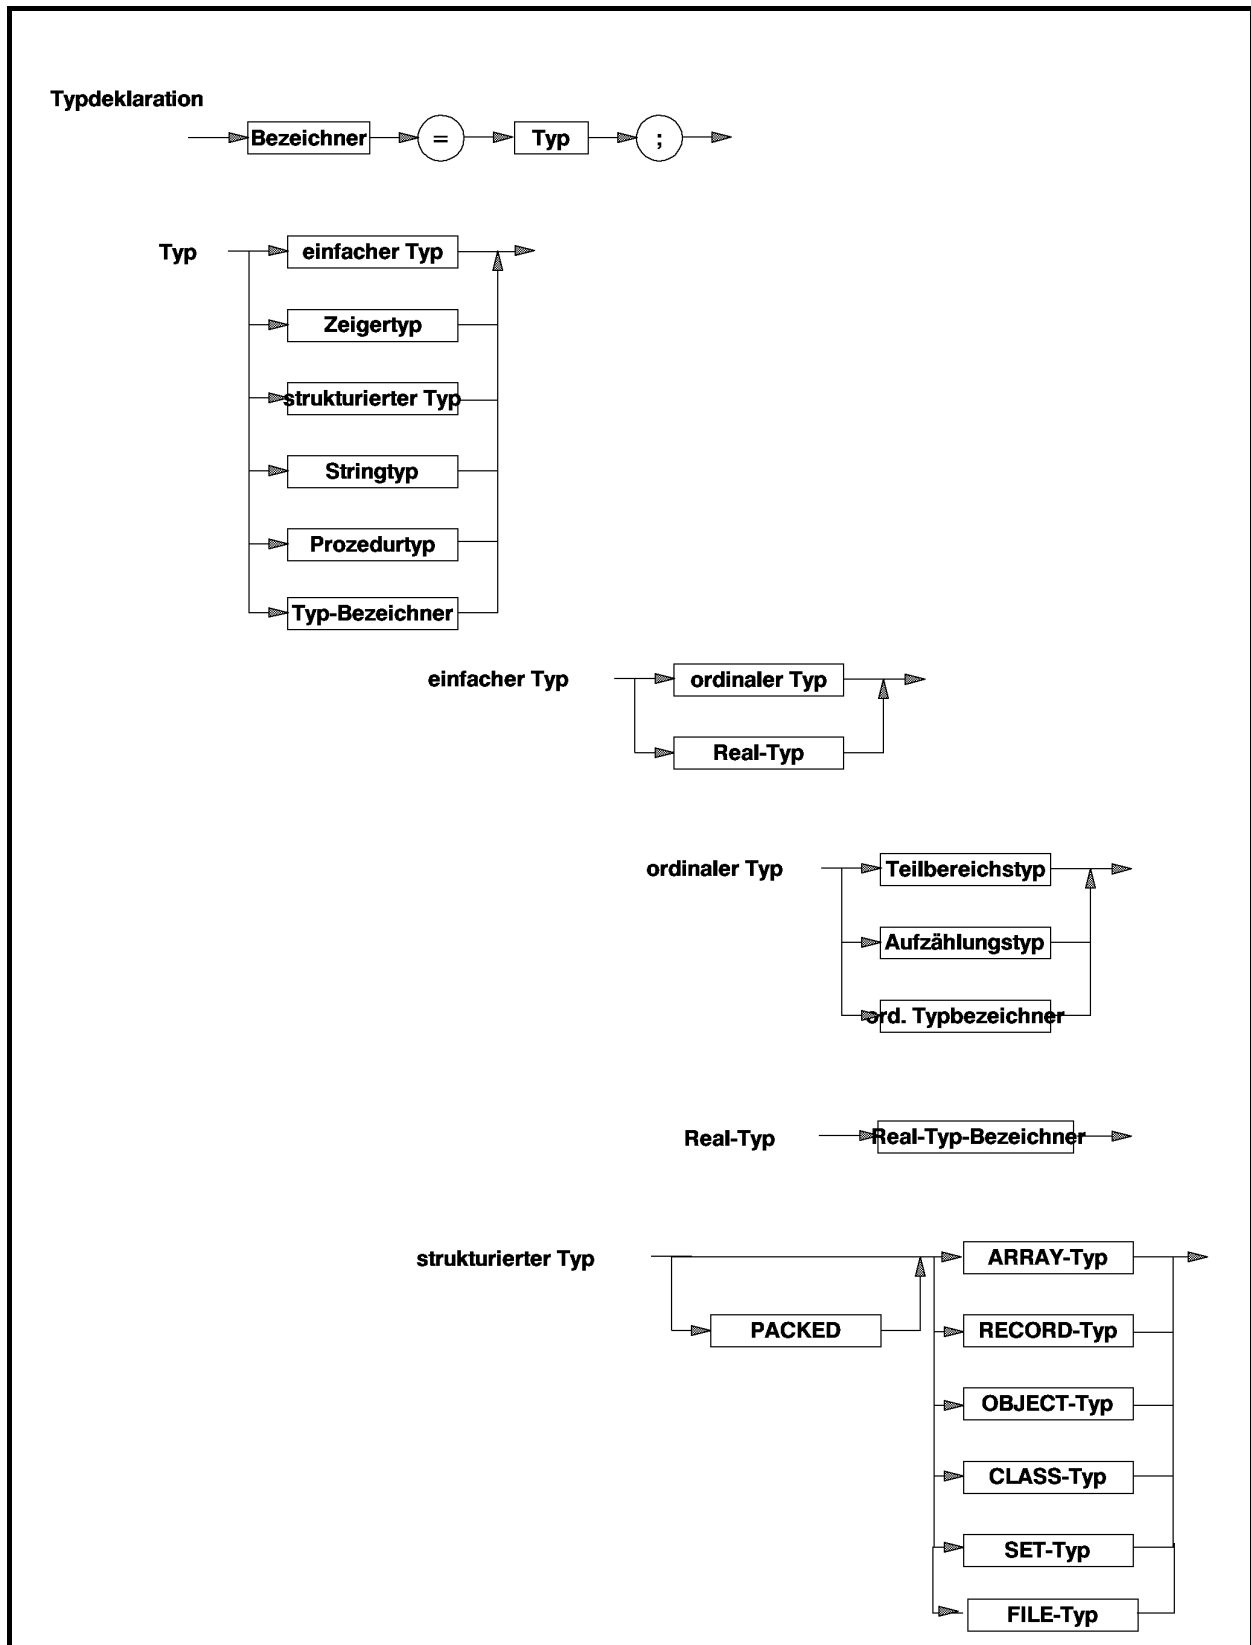 Typdeklaration
Bezeichner = Typ ;
Typ einfacher Typ
Zeigertyp
strukturierter Typ
Stringtyp
Prozedurtyp
Typ-Bezeichner
einfacher Typ ordinaler Typ
Real-Typ
ordinaler Typ Teilbereichstyp
Aufzählungstyp
ord. Typbezeichner
Real-Typ Real-Typ-Bezeichner
strukturierter Typ ARRAY-Typ
PACKED RECORD-Typ
OBJECT-Typ
CLASS-Typ
SET-Typ
FILE-Typ